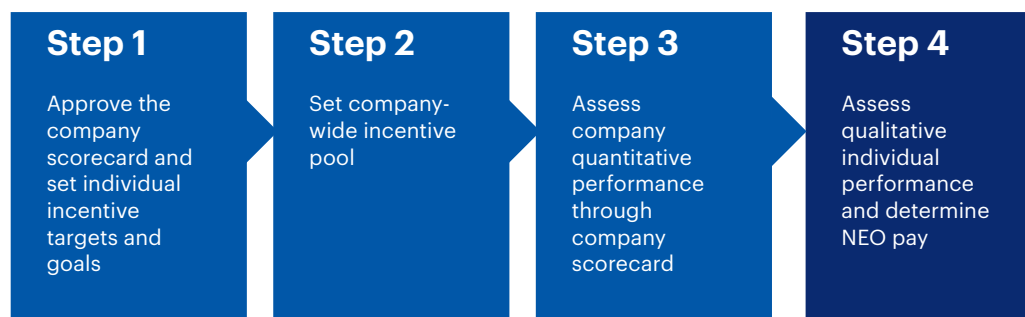 Step 1
Approve the
company
scorecard and
set individual
incentive
targets and
goals
Step 2
Set company-
wide incentive
pool
Step 3
Assess
company
quantitative
performance
through
company
scorecard
Step 4
Assess
qualitative
individual
performance
and determine
NEO pay